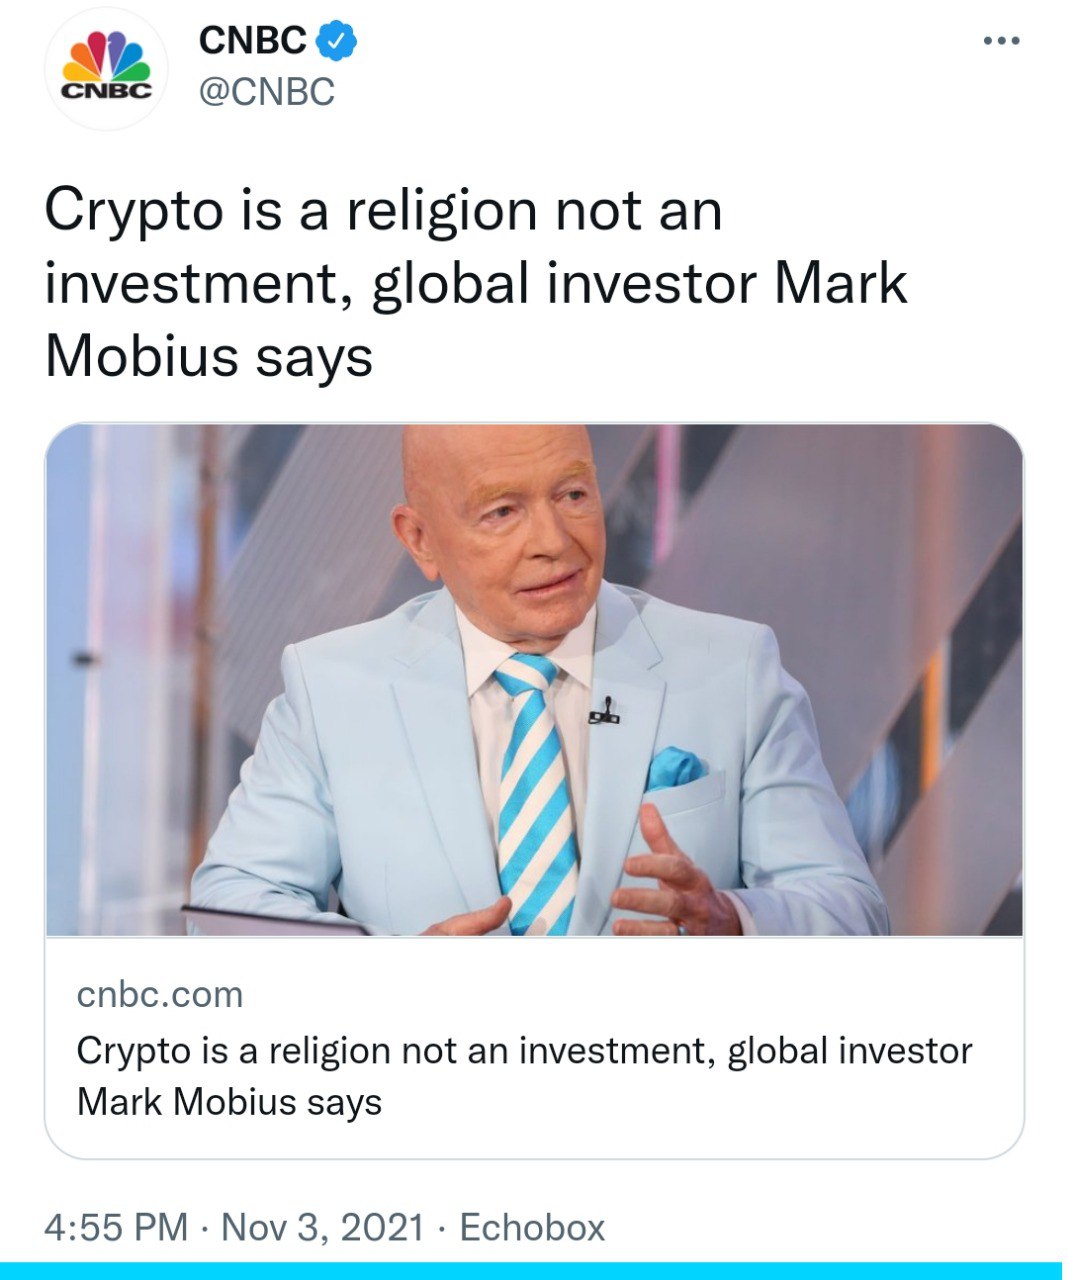 CNBC
CNBC
@CNBC
Crypto is a religion not an
investment, global investor Mark
Mobius says
cnbc.com
Crypto is a religion not an investment, global investor
Mark Mobius says
4:55 PM · Nov 3, 2021 · Echobox